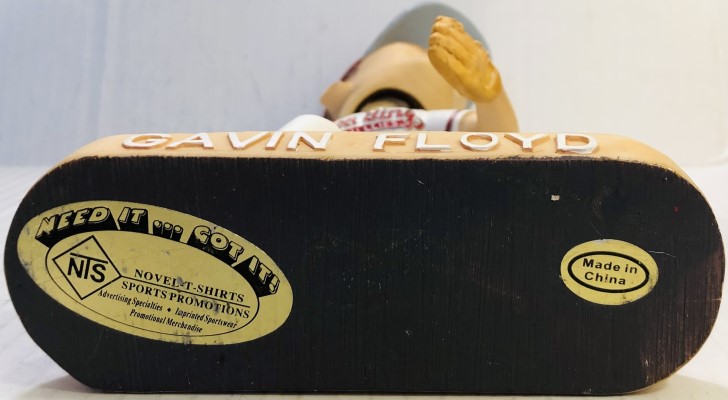 GAVIN FLOYD
NEED IT ... GOT IT!
NTS
NOVEL-T-SHIRTS
SPORTS PROMOTIONS
Advertising Specialties • Imprinted Sportswear
Promotional Merchandise
Made in
China